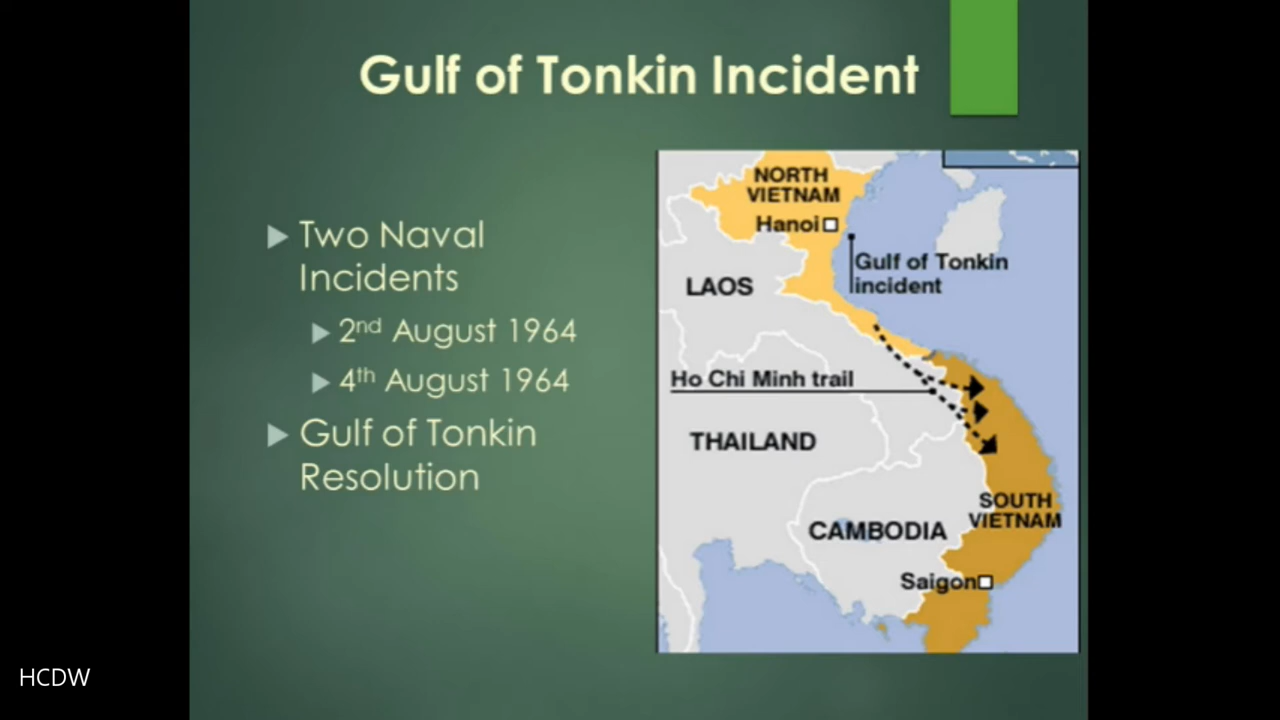 Gulf of Tonkin Incident
Two Naval
Incidents
2nd August 1964
4th August 1964
Gulf of Tonkin
Resolution
NORTH
VIETNAM
Hanoi
Gulf of Tonkin
incident
LAOS
Ho Chi Minh trail
THAILAND
SOUTH
VIETNAM
CAMBODIA
Saigon
HCDW